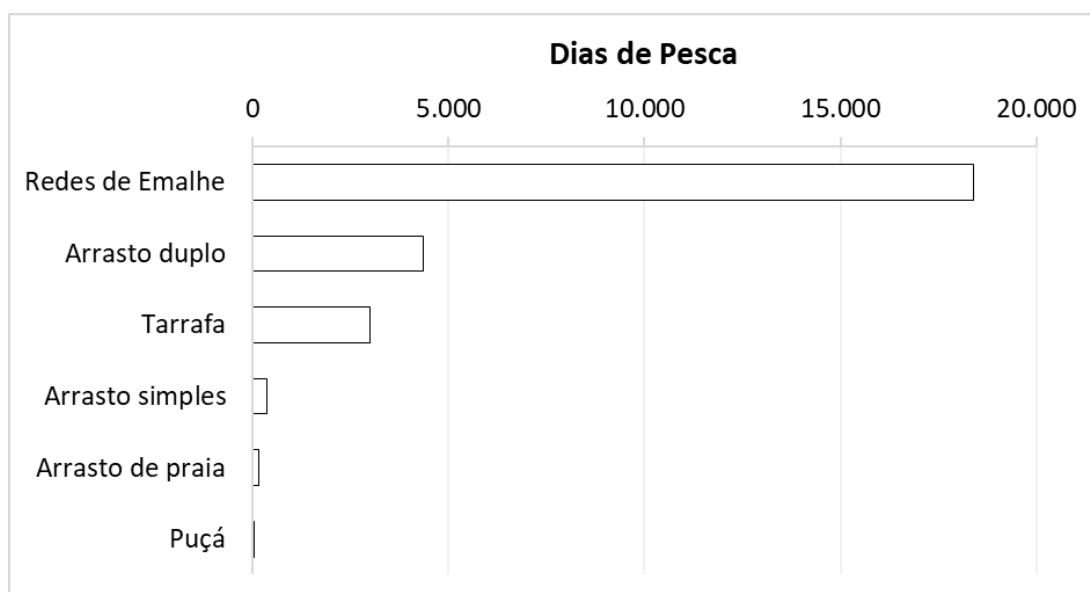 Dias de Pesca
0 5.000 10.000 15.000 20.000
Redes de Emalhe
Arrasto duplo
Tarrafa
Arrasto simples
Arrasto de praia
Puçá